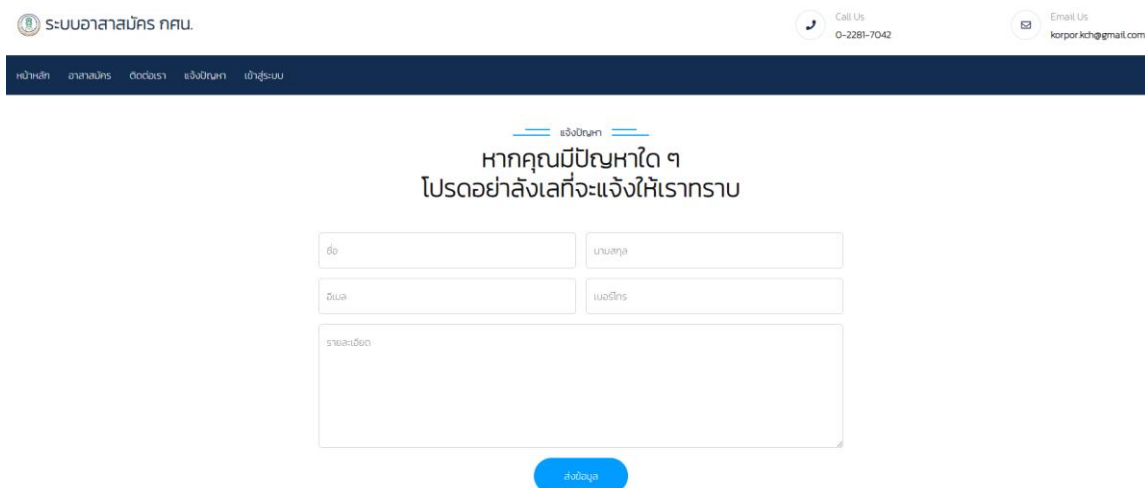 ระบบอาสาสมัคร กศน.
Call Us
0-2281-7042
Email Us
korpor.kch@gmail.com
หน้าหลัก อาสาสมัคร ติดต่อเรา แจ้งปัญหา เข้าสู่ระบบ
แจ้งปัญหา
หากคุณมีปัญหาใด ๆ
โปรดอย่าลังเลที่จะแจ้งให้เราทราบ
ชื่อ นามสกุล
อีเมล เบอร์โทร
รายละเอียด
ส่งข้อมูล